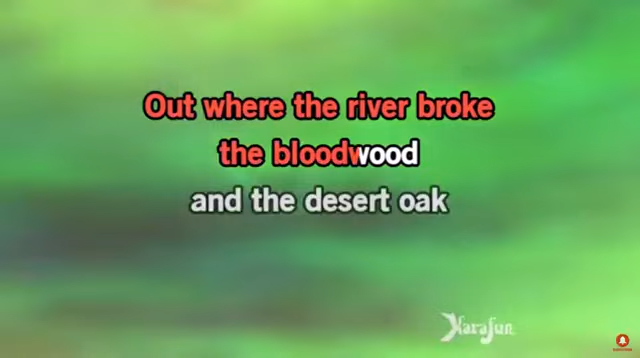 Out where the river broke
the bloodwood
and the desert oak
KaraFun